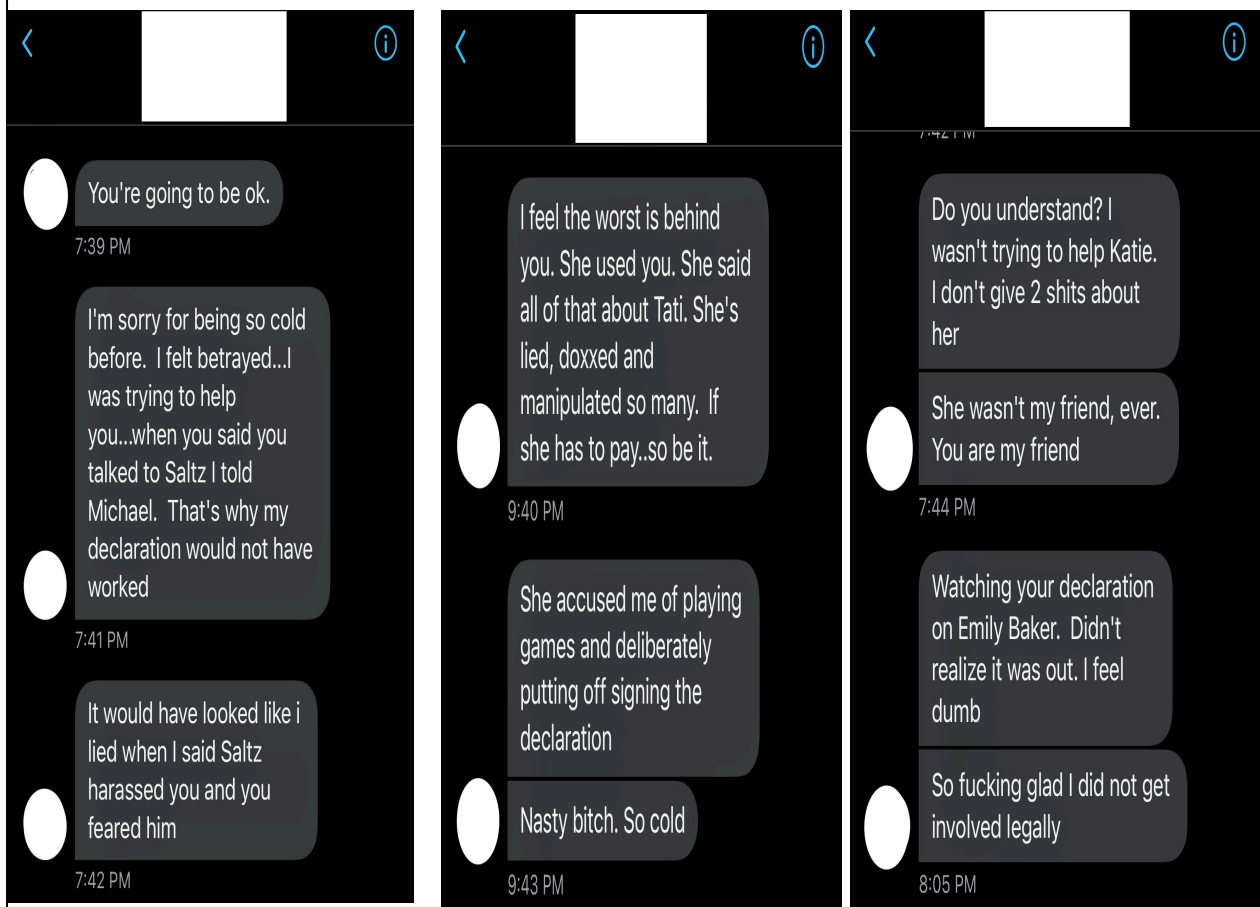 You're going to be ok.
7:39 PM
I'm sorry for being so cold
before.  I felt betrayed...I
was trying to help
you...when you said you
talked to Saltz I told
Michael.  That's why my
declaration would not have
worked
7:41 PM
It would have looked like i
lied when I said Saltz
harassed you and you
feared him
7:42 PM
I feel the worst is behind
you. She used you. She said
all of that about Tati. She's
lied, doxxed and
manipulated so many.  If
she has to pay..so be it.
9:40 PM
She accused me of playing
games and deliberately
putting off signing the
declaration
Nasty bitch. So cold
9:43 PM
7:42 PM
Do you understand? I
wasn't trying to help Katie.
I don't give 2 shits about
her
She wasn't my friend, ever.
You are my friend
7:44 PM
Watching your declaration
on Emily Baker.  Didn't
realize it was out. I feel
dumb
So fucking glad I did not get
involved legally
8:05 PM